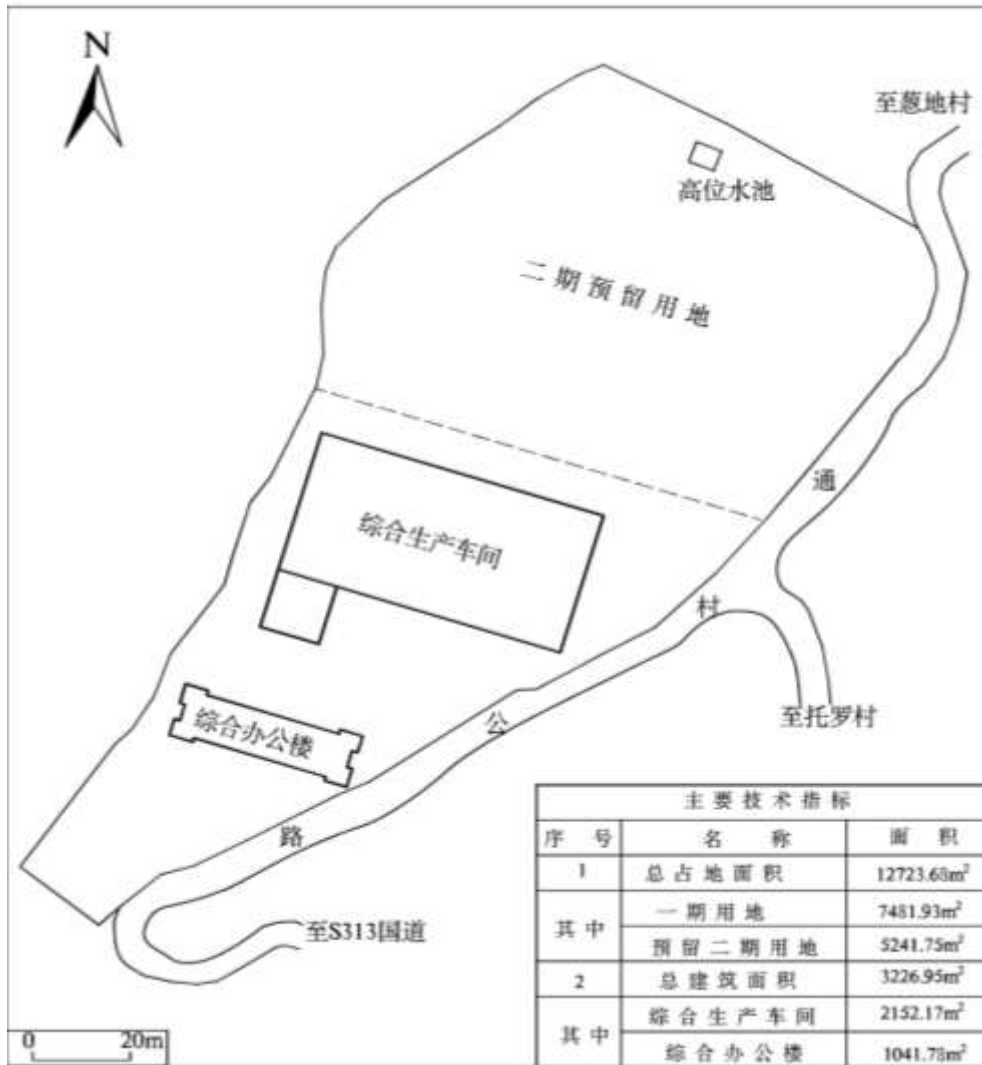 N
至葱地村
高位水池
二期预留用地
通
综合生产车间
村
至托罗村
公
综合办公楼
路
至S313国道
主要技术指标
序号 名称 面积
1 总占地面积 12723.68m²
其中 一期用地 7481.93m²
预留二期用地 5241.75m²
2 总建筑面积 3226.95m²
其中 综合生产车间 2152.17m²
综合办公楼 1041.78m²
0 20m